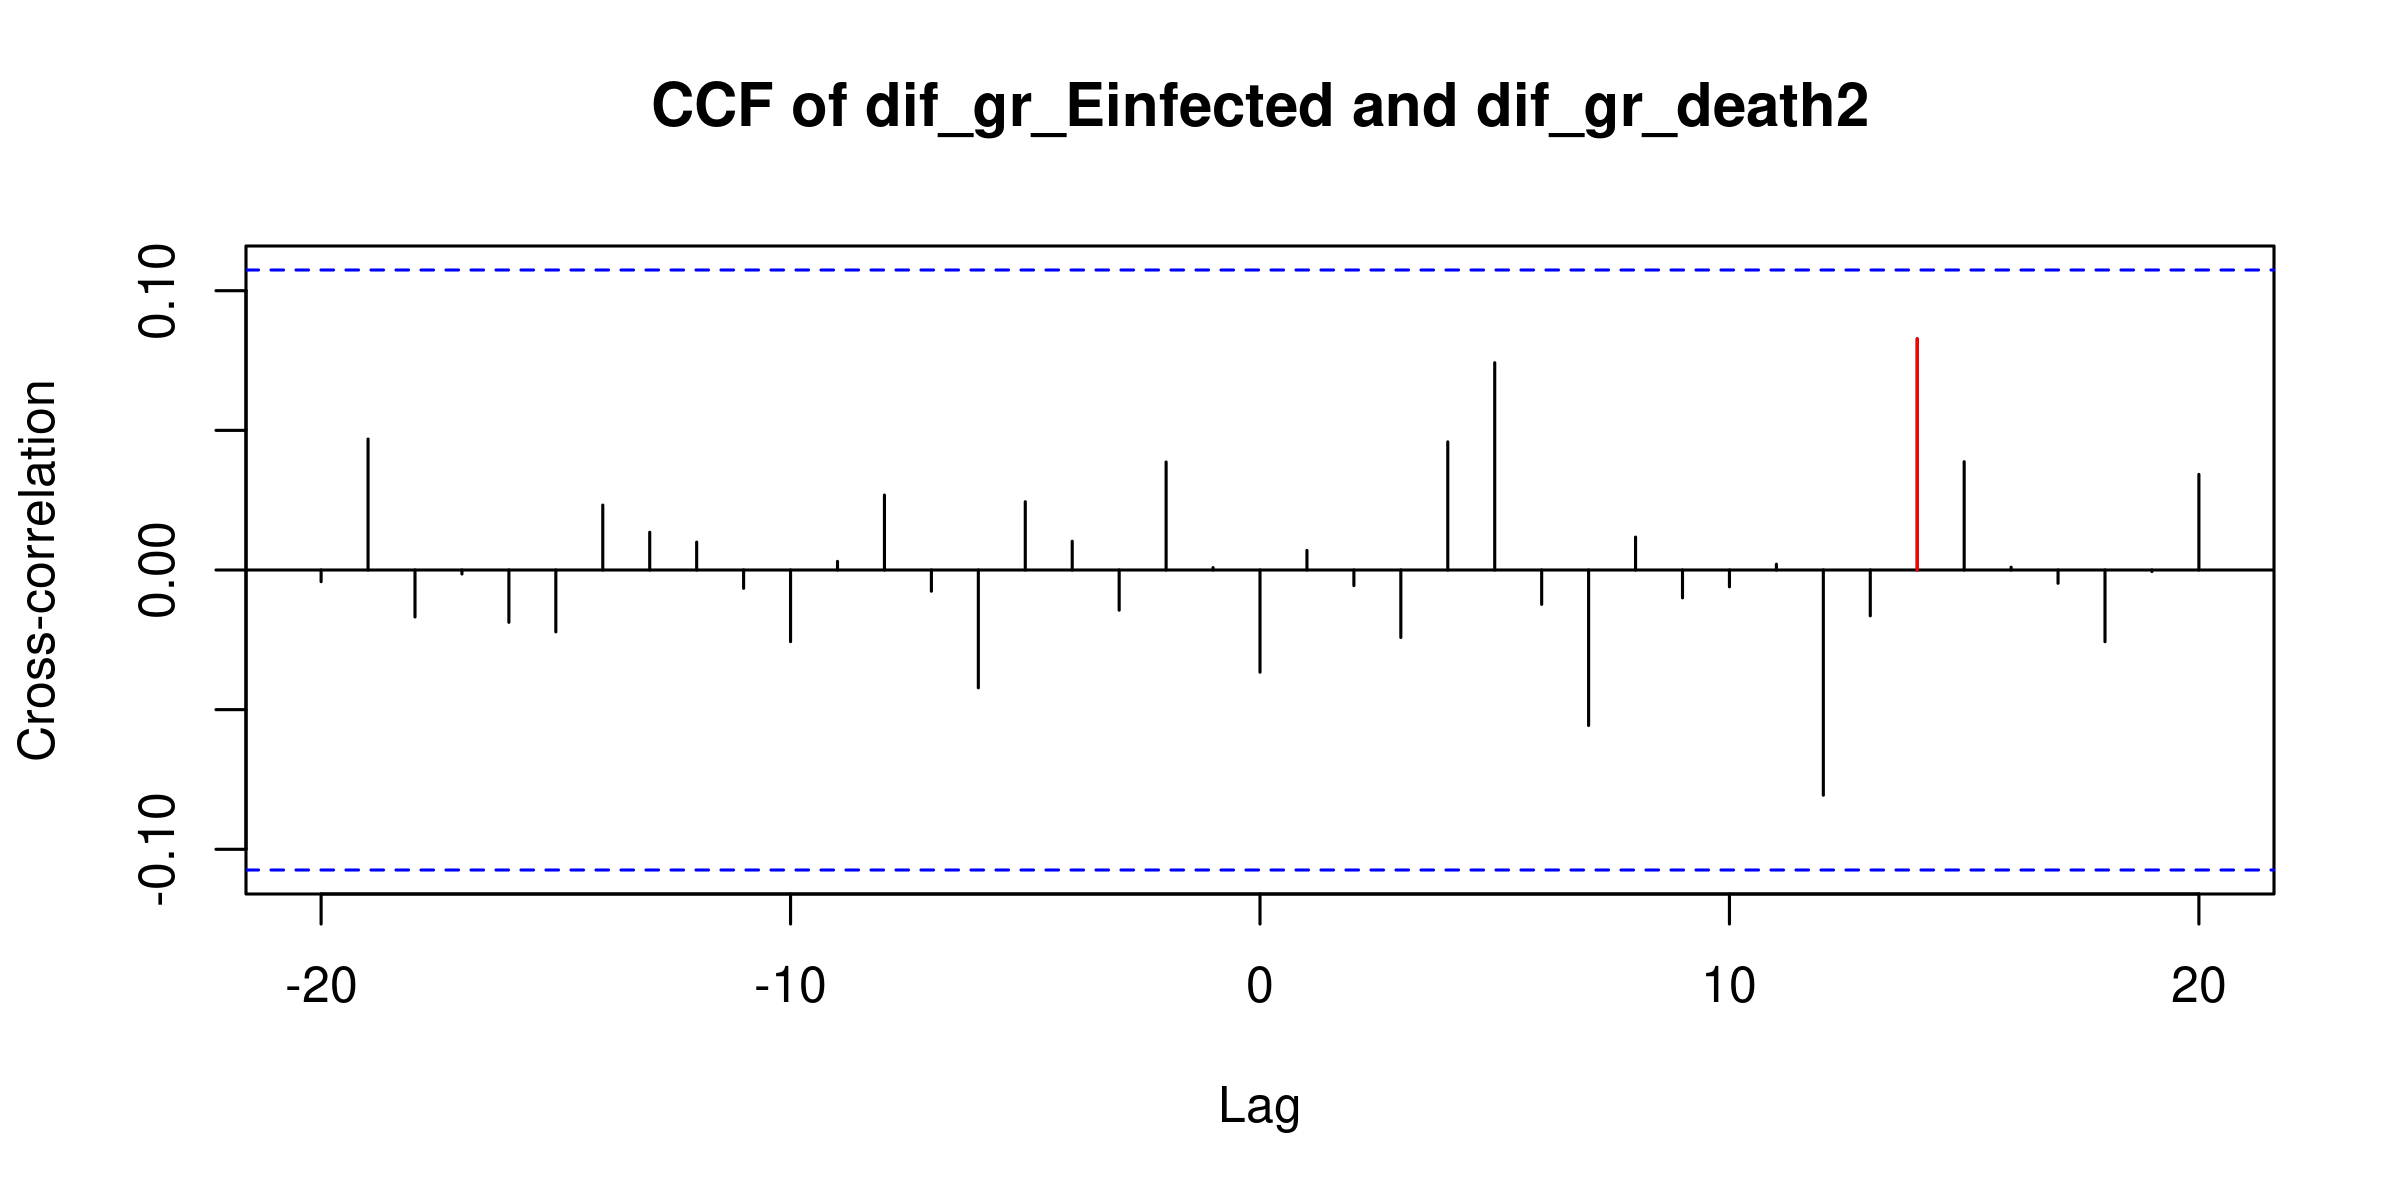 CCF of dif_gr_Einfected and dif_gr_death2
Cross-correlation
0.10
0.00
-0.10
-20 -10 0 10 20
Lag